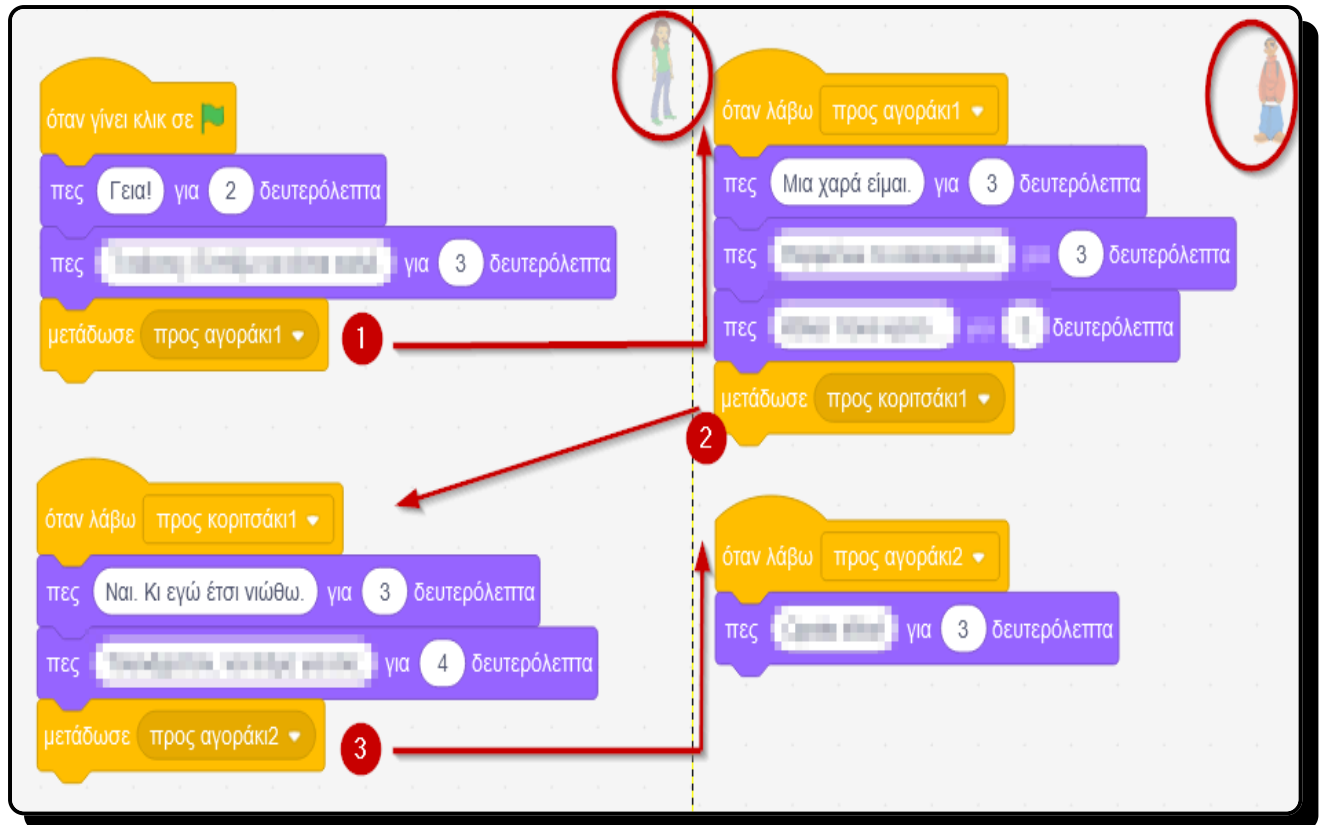 όταν γίνει κλικ σε
πες Γεια! για 2 δευτερόλεπτα
πες για 3 δευτερόλεπτα
μετάδωσε προς αγοράκι1
1
όταν λάβω προς κοριτσάκι1
πες Ναι. Κι εγώ έτσι νιώθω. για 3 δευτερόλεπτα
πες για 4 δευτερόλεπτα
μετάδωσε προς αγοράκι2
3
όταν λάβω προς αγοράκι1
πες Μια χαρά είμαι. για 3 δευτερόλεπτα
πες 3 δευτερόλεπτα
πες δευτερόλεπτα
μετάδωσε προς κοριτσάκι1
2
όταν λάβω προς αγοράκι2
πες για 3 δευτερόλεπτα